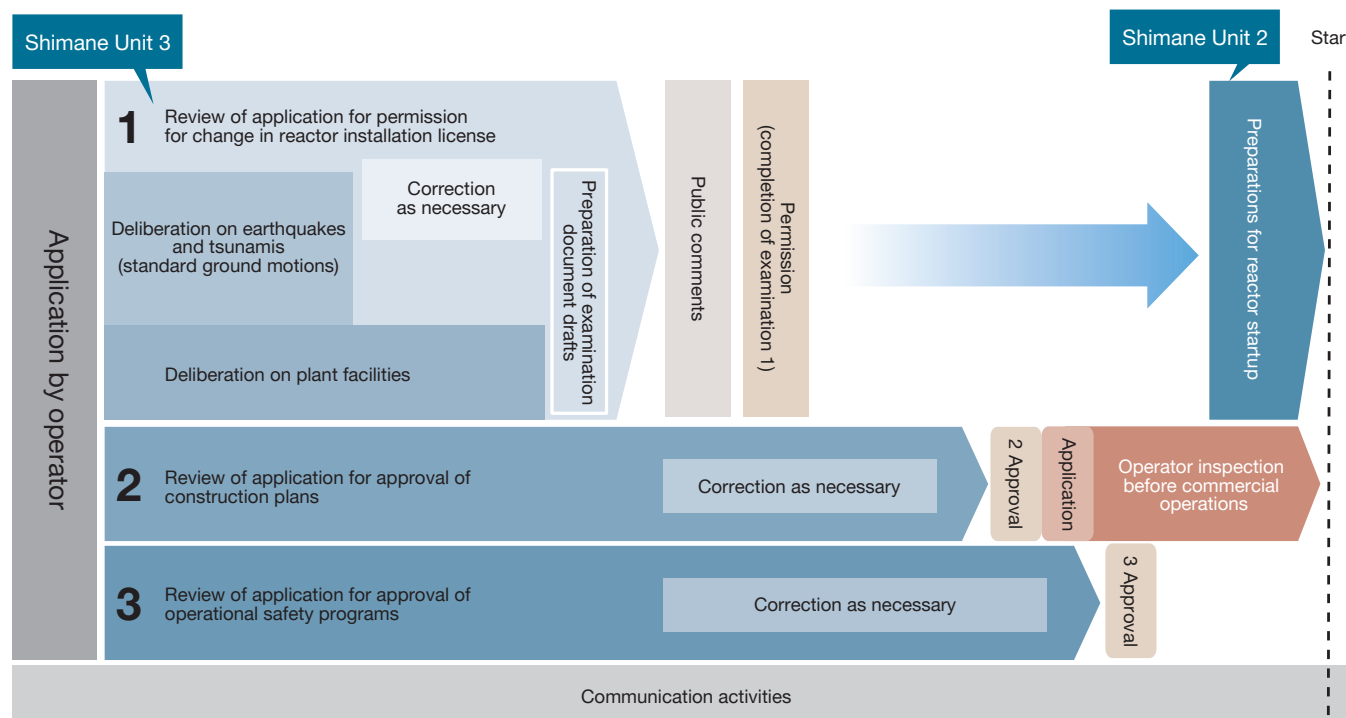 Shimane Unit 3
Shimane Unit 2
Star
Application by operator
1
Review of application for permission
for change in reactor installation license
Deliberation on earthquakes
and tsunamis
(standard ground motions)
Correction
as necessary
Deliberation on plant facilities
Preparation of examination
document drafts
Public comments
Permission
(completion of examination 1)
Preparations for reactor startup
2
Review of application for approval of
construction plans
Correction as necessary
2 Approval
Application
Operator inspection
before commercial
operations
3
Review of application for approval of
operational safety programs
Correction as necessary
3 Approval
Communication activities